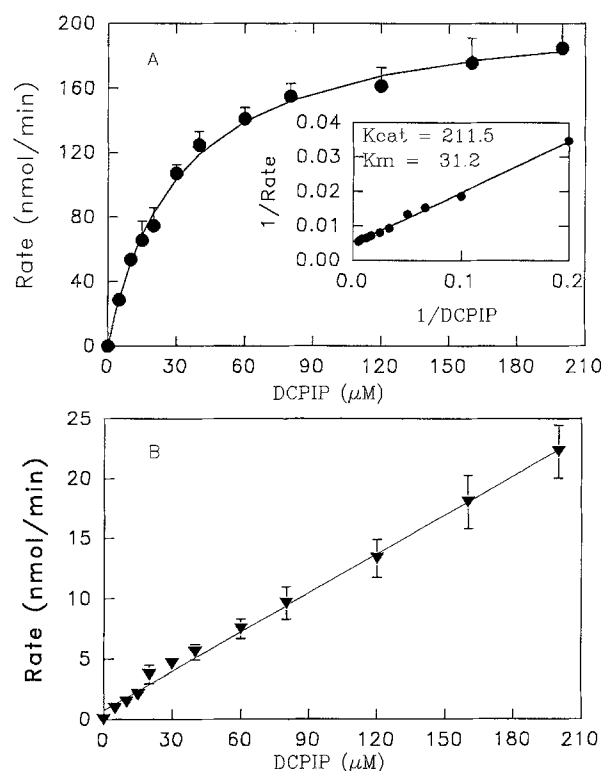 A
Rate (nmol/min)
200
160
120
80
40
0
Kcat = 211.5
Km = 31.2
1/Rate
0.04
0.03
0.02
0.01
0.00
0.0 0.1 0.2
1/DCPIP
0 30 60 90 120 150 180 210
DCPIP (μM)
B
Rate (nmol/min)
25
20
15
10
5
0
0 30 60 90 120 150 180 210
DCPIP (μM)